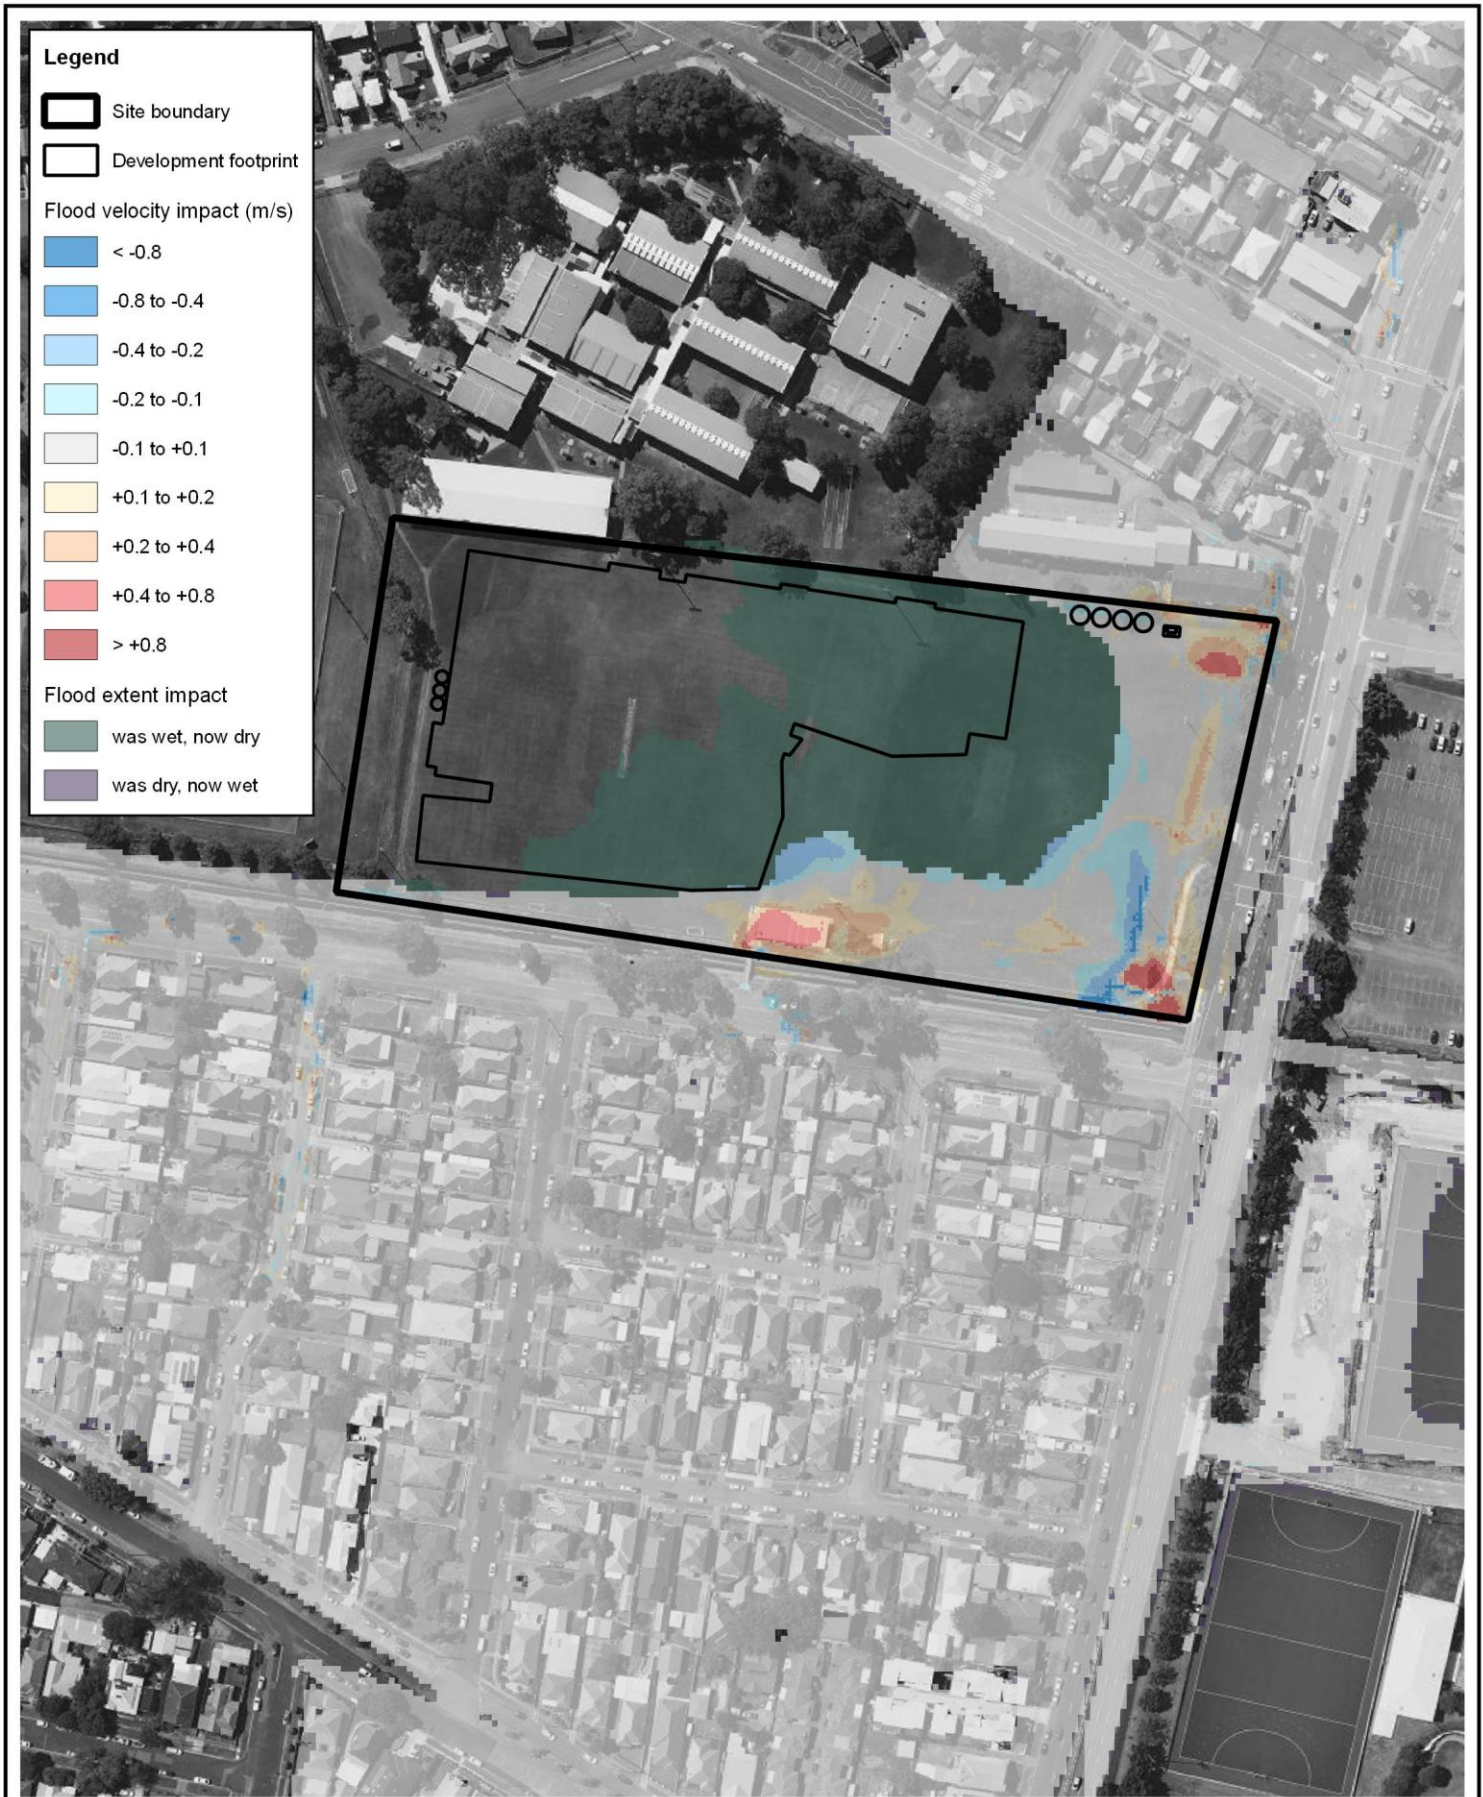 Legend
Site boundary
Development footprint
Flood velocity impact (m/s)
< -0.8
-0.8 to -0.4
-0.4 to -0.2
-0.2 to -0.1
-0.1 to +0.1
+0.1 to +0.2
+0.2 to +0.4
+0.4 to +0.8
> +0.8
Flood extent impact
was wet, now dry
was dry, now wet